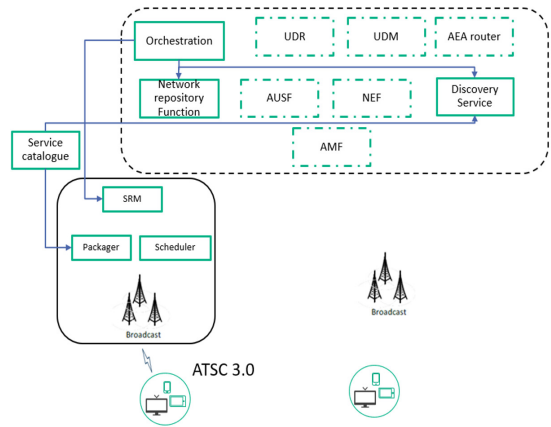 Orchestration
UDR
UDM
AEA router
Network
repository
Function
AUSF
NEF
Discovery
Service
Service
catalogue
AMF
SRM
Packager
Scheduler
Broadcast
Broadcast
ATSC 3.0